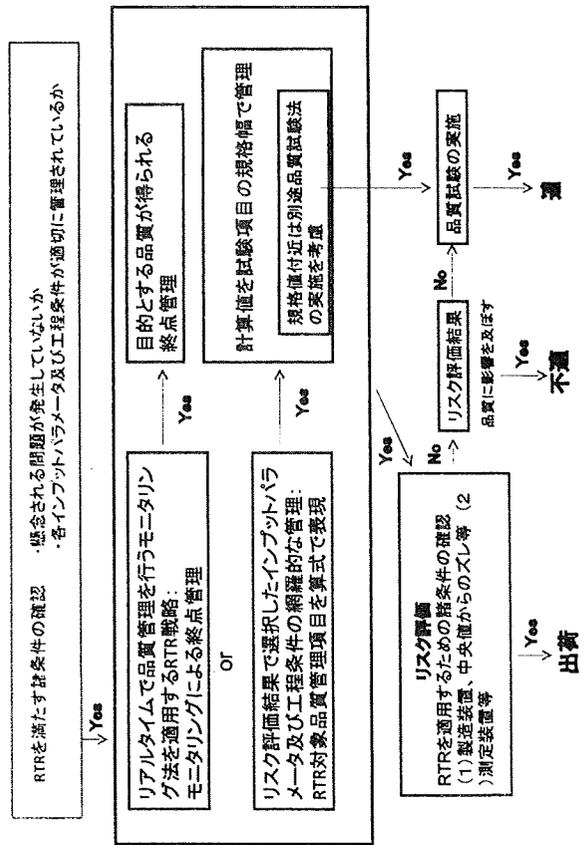 RTRを満たす諸条件の確認　・懸念される問題が発生していないか
・各インプットパラメータ及び工程条件が適切に管理されているか
Yes
リアルタイムで品質管理を行うモニタリン
グ法を適用するRTR戦略：
モニタリングによる終点管理
Yes
目的とする品質が得られる
終点管理
or
リスク評価結果で選択したインプットパラ
メータ及び工程条件の網羅的な管理：
RTR対象品質管理項目を算式で表現
Yes
計算値を試験項目の規格幅で管理
規格値付近は別途品質試験法
の実施を考慮
Yes
Yes
リスク評価
RTRを適用するための諸条件の確認
(1)製造装置、中央値からのズレ等　(2
)測定装置等
No
リスク評価結果
品質に影響を及ぼす
No
品質試験の実施
Yes
出荷
Yes
不適
Yes
適